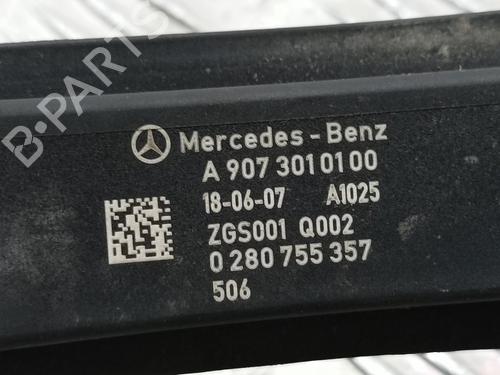 B-PARTS
Mercedes-Benz
A 907 301 01 00
18-06-07 A1025
ZGS001 Q002
0 280 755 357
506